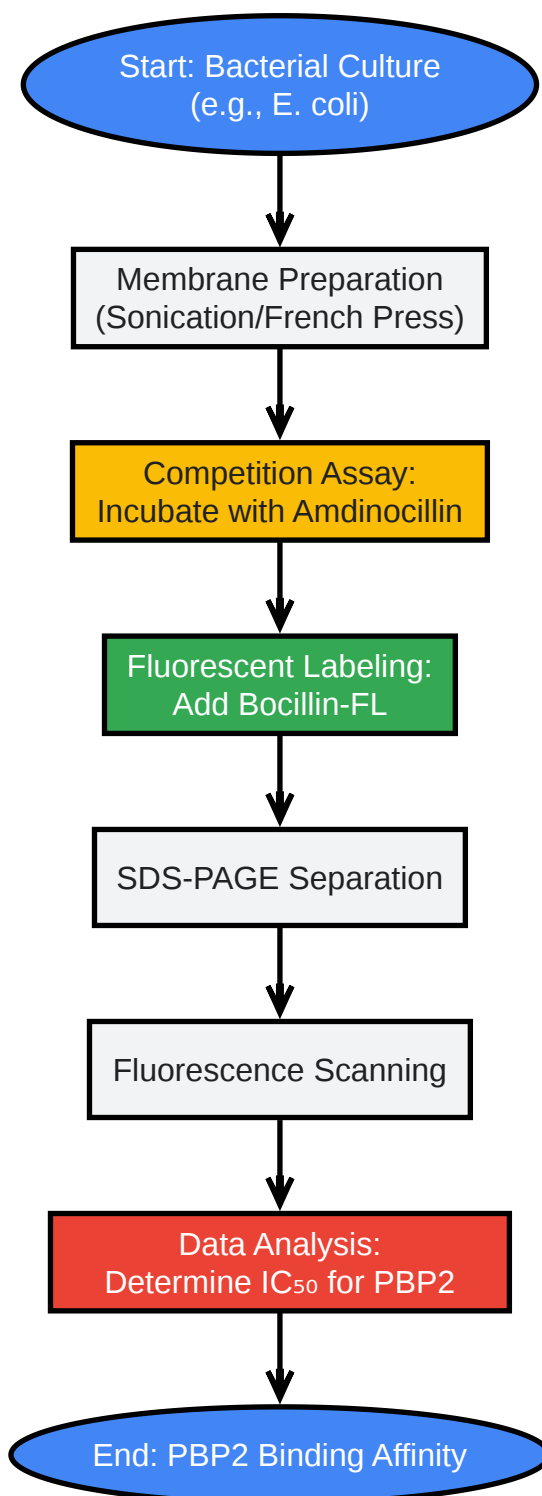 Start: Bacterial Culture
(e.g., E. coli)
Membrane Preparation
(Sonication/French Press)
Competition Assay:
Incubate with Amdinocillin
Fluorescent Labeling:
Add Bocillin-FL
SDS-PAGE Separation
Fluorescence Scanning
Data Analysis:
Determine IC₅₀ for PBP2
End: PBP2 Binding Affinity